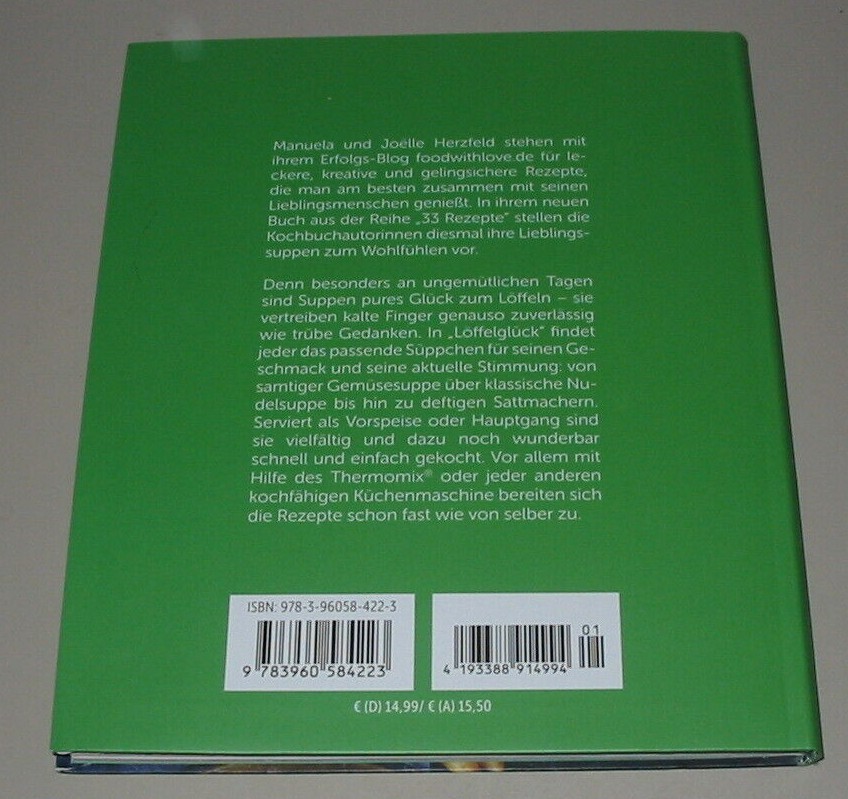 Manuela und Joëlle Herzfeld stehen mit
ihrem Erfolgs-Blog foodwithlove.de für le-
ckere, kreative und gelingsichere Rezepte,
die man am besten zusammen mit seinen
Lieblingsmenschen genießt. In ihrem neuen
Buch aus der Reihe „33 Rezepte“ stellen die
Kochbuchautorinnen diesmal ihre Lieblings-
suppen zum Wohlfühlen vor.
Denn besonders an ungemütlichen Tagen
sind Suppen pures Glück zum Löffeln – sie
vertreiben kalte Finger genauso zuverlässig
wie trübe Gedanken. In „Löffelglück“ findet
jeder das passende Süppchen für seinen Ge-
schmack und seine aktuelle Stimmung: von
samtiger Gemüsesuppe über klassische Nu-
delsuppe bis hin zu deftigen Sattmachern.
Serviert als Vorspeise oder Hauptgang sind
sie vielfältig und dazu noch wunderbar
schnell und einfach gekocht. Vor allem mit
Hilfe des Thermomix® oder jeder anderen
kochfähigen Küchenmaschine bereiten sich
die Rezepte schon fast wie von selber zu.
ISBN: 978-3-96058-422-3
9 783960 584223
01
4 193388 914994
€ (D) 14,99/ € (A) 15,50